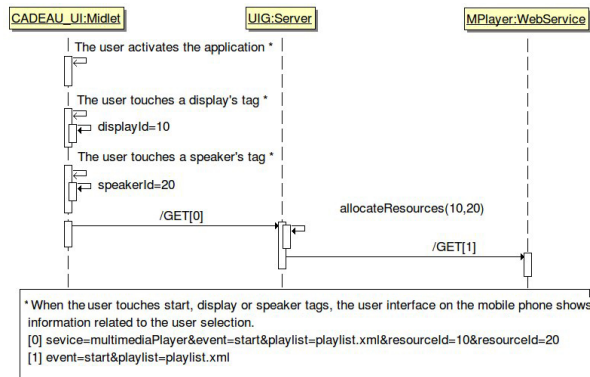 CADEAU_UI:Midlet
UIG:Server
MPlayer:WebService
The user activates the application *
The user touches a display's tag *
displayId=10
The user touches a speaker's tag *
speakerId=20
/GET[0]
allocateResources(10,20)
/GET[1]
* When the user touches start, display or speaker tags, the user interface on the mobile phone shows
information related to the user selection.
[0] sevice=multimediaPlayer&event=start&playlist=playlist.xml&resourceId=10&resourceId=20
[1] event=start&playlist=playlist.xml